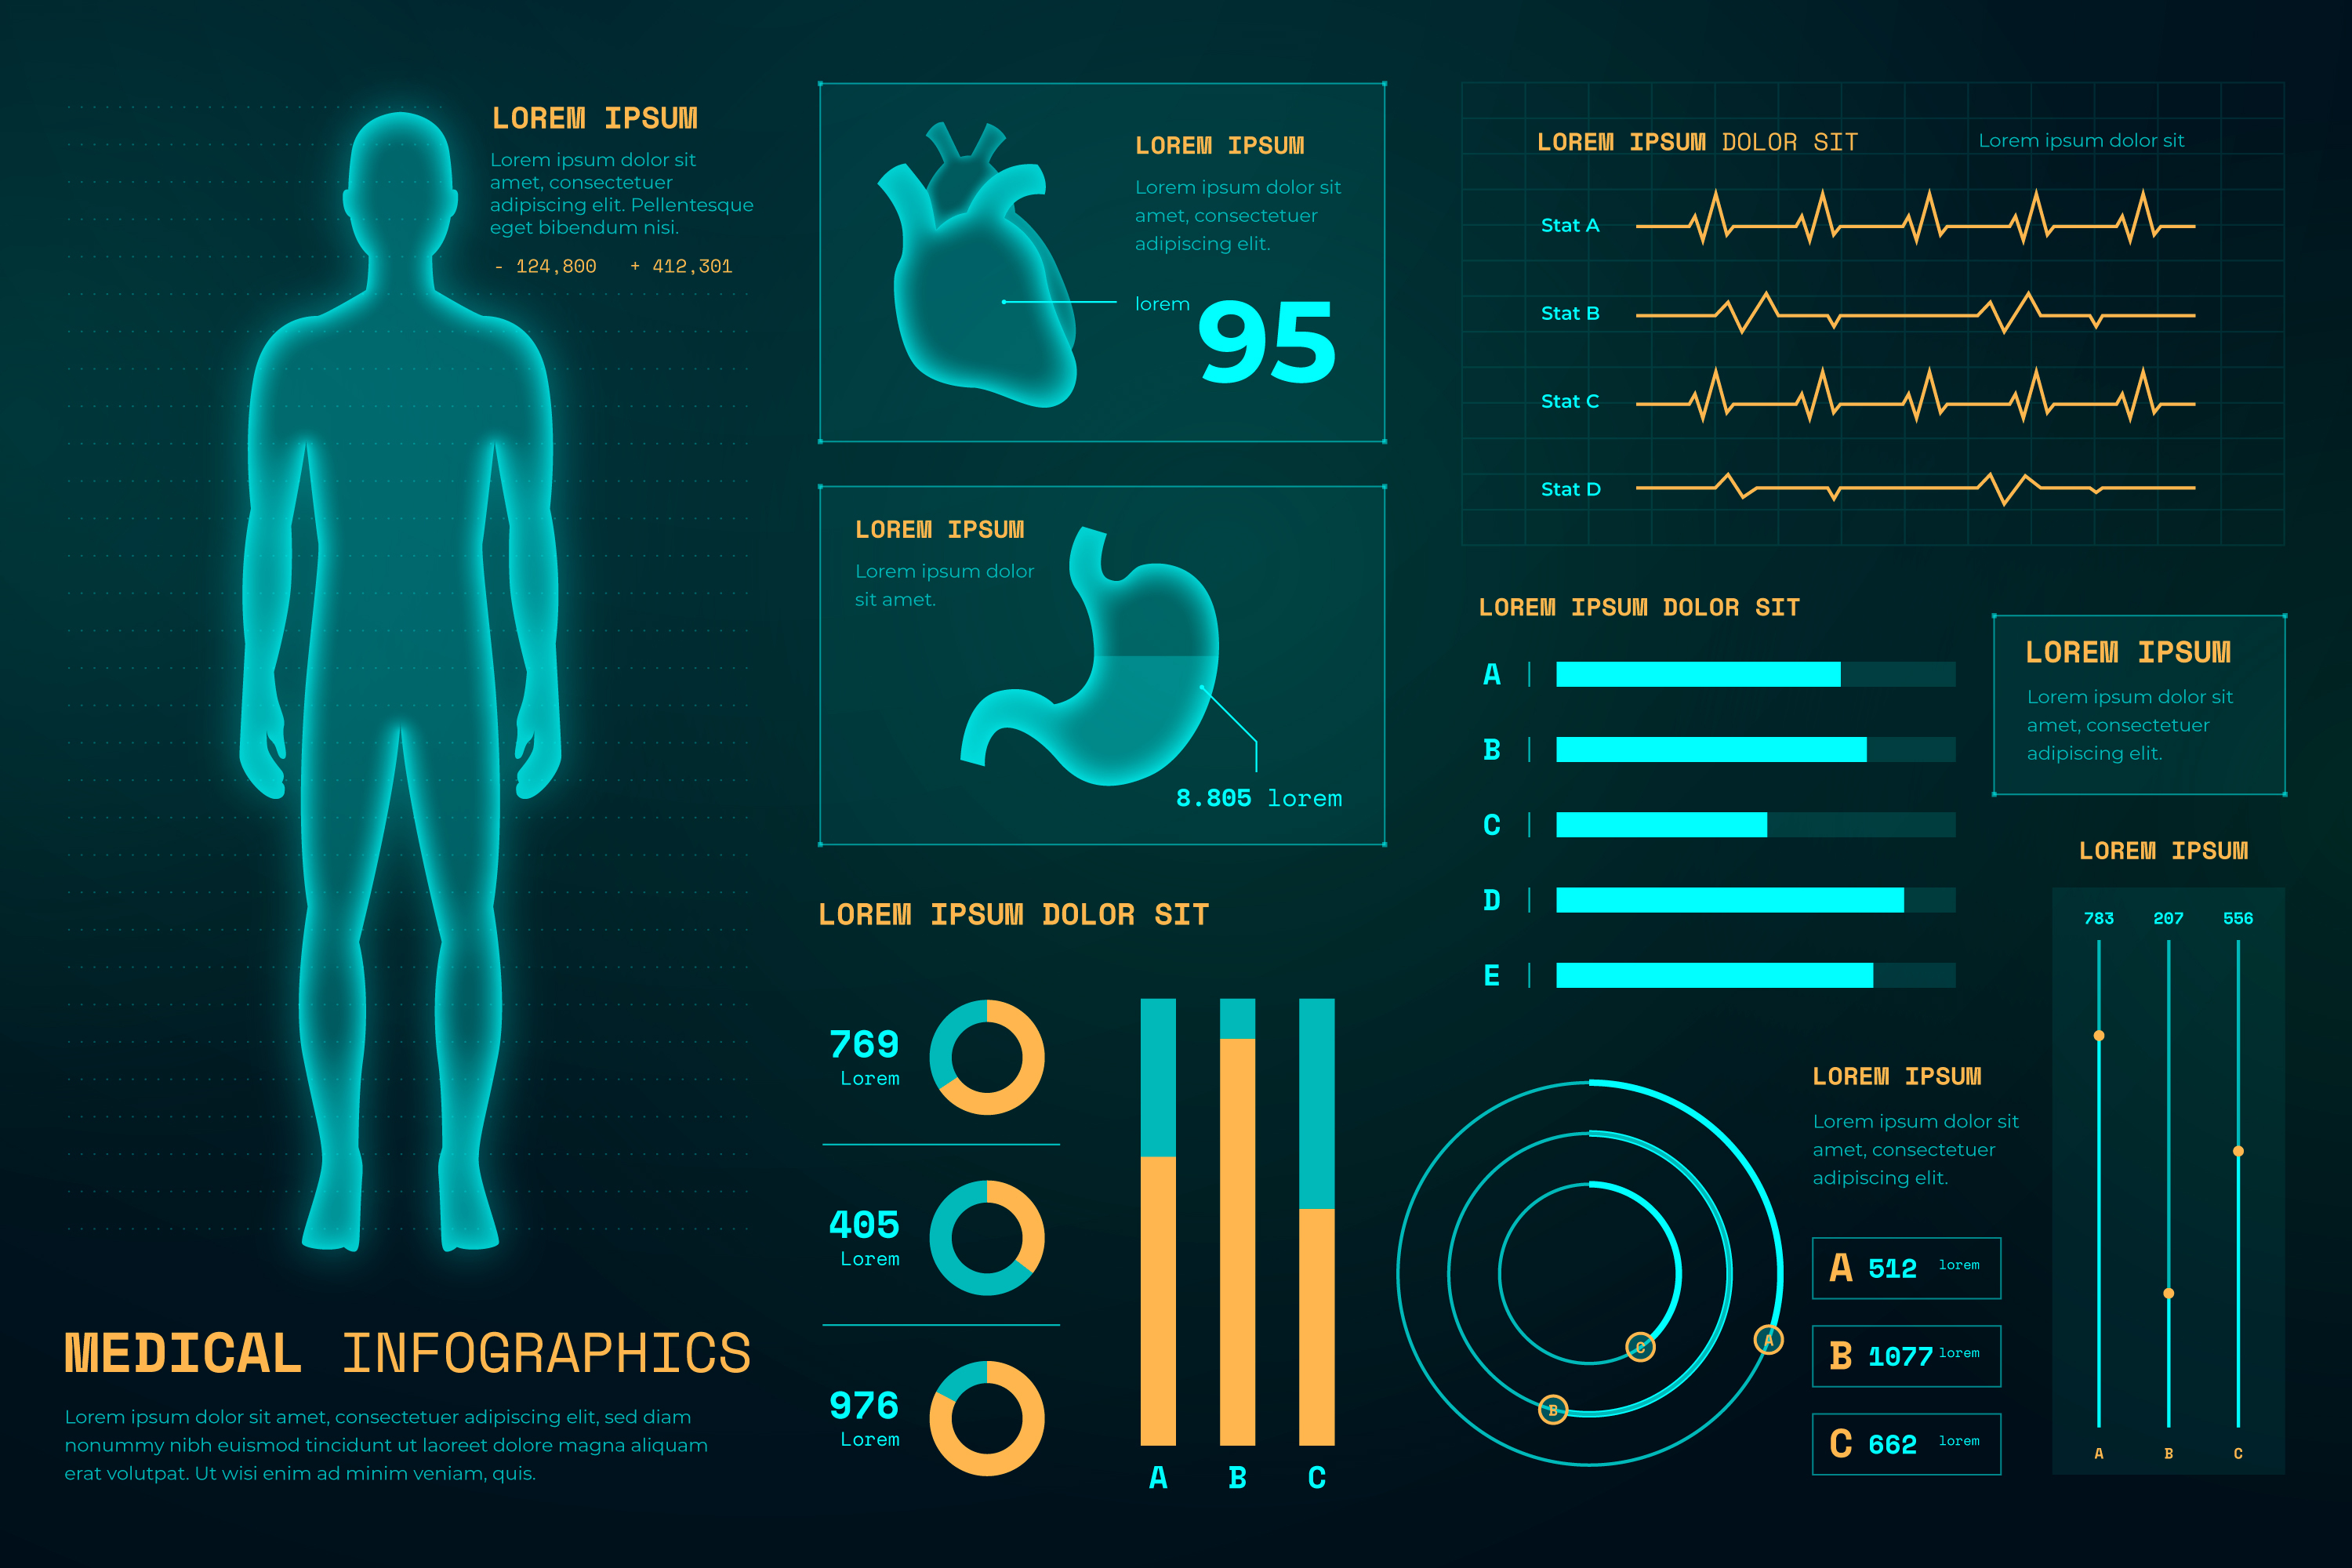 LOREM IPSUM
Lorem ipsum dolor sit
amet, consectetuer
adipiscing elit. Pellentesque
eget bibendum nisi.
- 124,800 + 412,301
MEDICAL INFOGRAPHICS
Lorem ipsum dolor sit amet, consectetuer adipiscing elit, sed diam
nonummy nibh euismod tincidunt ut laoreet dolore magna aliquam
erat volutpat. Ut wisi enim ad minim veniam, quis.
LOREM IPSUM
Lorem ipsum dolor sit
amet, consectetuer
adipiscing elit.
lorem 95
LOREM IPSUM
Lorem ipsum dolor
sit amet.
8.805 lorem
LOREM IPSUM DOLOR SIT
769
Lorem
405
Lorem
976
Lorem
A B C
LOREM IPSUM DOLOR SIT Lorem ipsum dolor sit
Stat A
Stat B
Stat C
Stat D
LOREM IPSUM DOLOR SIT
A
B
C
D
E
LOREM IPSUM
Lorem ipsum dolor sit
amet, consectetuer
adipiscing elit.
LOREM IPSUM
783 207 556
A B C
C
A
B
LOREM IPSUM
Lorem ipsum dolor sit
amet, consectetuer
adipiscing elit.
A 512 lorem
B 1077 lorem
C 662 lorem